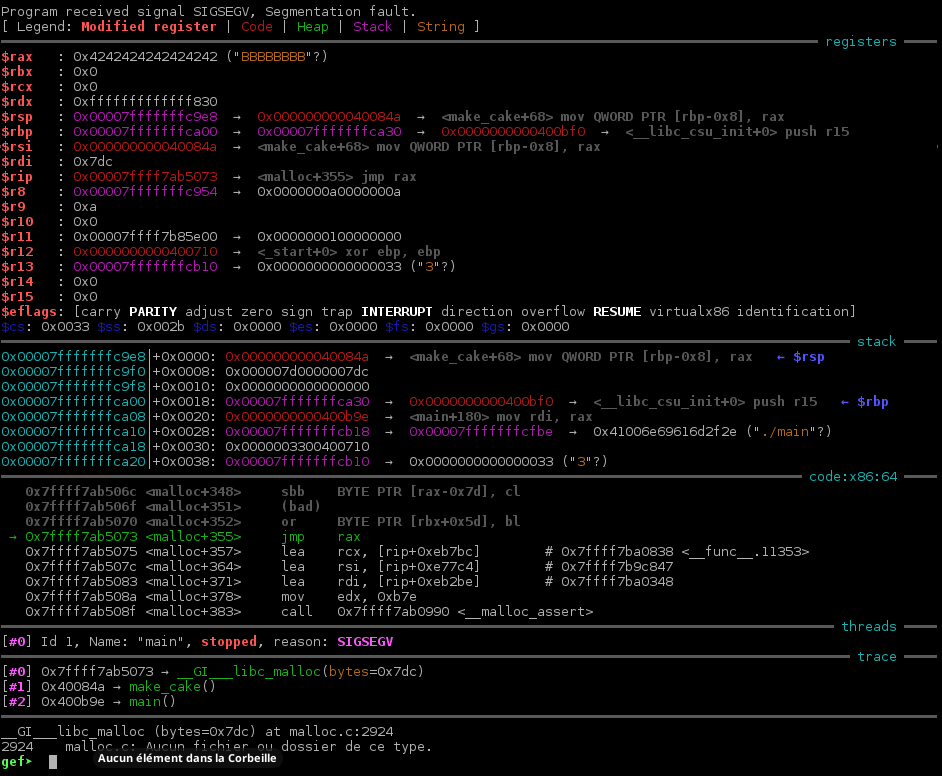 Program received signal SIGSEGV, Segmentation fault.
[ Legend: Modified register | Code | Heap | Stack | String ]
registers
$rax   : 0x4242424242424242 ("BBBBBBBB"?)
$rbx   : 0x0
$rcx   : 0x0
$rdx   : 0xfffffffffffff830
$rsp   : 0x00007fffffffc9e8  →  0x000000000040084a  →  <make_cake+68> mov QWORD PTR [rbp-0x8], rax
$rbp   : 0x00007fffffffca00  →  0x00007fffffffca30  →  0x0000000000400bf0  →  <__libc_csu_init+0> push r15
$rsi   : 0x000000000040084a  →  <make_cake+68> mov QWORD PTR [rbp-0x8], rax
$rdi   : 0x7dc
$rip   : 0x00007ffff7ab5073  →  <malloc+355> jmp rax
$r8    : 0x00007fffffffc954  →  0x0000000a0000000a
$r9    : 0xa
$r10   : 0x0
$r11   : 0x00007ffff7b85e00  →  0x0000000100000000
$r12   : 0x0000000000400710  →  <_start+0> xor ebp, ebp
$r13   : 0x00007fffffffcb10  →  0x0000000000000033 ("3"?)
$r14   : 0x0
$r15   : 0x0
$eflags: [carry PARITY adjust zero sign trap INTERRUPT direction overflow RESUME virtualx86 identification]
$cs: 0x0033 $ss: 0x002b $ds: 0x0000 $es: 0x0000 $fs: 0x0000 $gs: 0x0000
stack
0x00007fffffffc9e8│+0x0000: 0x000000000040084a  →  <make_cake+68> mov QWORD PTR [rbp-0x8], rax   ← $rsp
0x00007fffffffc9f0│+0x0008: 0x000007d0000007dc
0x00007fffffffc9f8│+0x0010: 0x0000000000000000
0x00007fffffffca00│+0x0018: 0x00007fffffffca30  →  0x0000000000400bf0  →  <__libc_csu_init+0> push r15   ← $rbp
0x00007fffffffca08│+0x0020: 0x0000000000400b9e  →  <main+180> mov rdi, rax
0x00007fffffffca10│+0x0028: 0x00007fffffffcb18  →  0x00007fffffffcfbe  →  0x41006e69616d2f2e ("./main"?)
0x00007fffffffca18│+0x0030: 0x0000003300400710
0x00007fffffffca20│+0x0038: 0x00007fffffffcb10  →  0x0000000000000033 ("3"?)
code:x86:64
0x7ffff7ab506c <malloc+348>     sbb    BYTE PTR [rax-0x7d], cl
0x7ffff7ab506f <malloc+351>     (bad)
0x7ffff7ab5070 <malloc+352>     or     BYTE PTR [rbx+0x5d], bl
→ 0x7ffff7ab5073 <malloc+355>     jmp    rax
0x7ffff7ab5075 <malloc+357>     lea    rcx, [rip+0xeb7bc]        # 0x7ffff7ba0838 <__func__.11353>
0x7ffff7ab507c <malloc+364>     lea    rsi, [rip+0xe77c4]        # 0x7ffff7b9c847
0x7ffff7ab5083 <malloc+371>     lea    rdi, [rip+0xeb2be]        # 0x7ffff7ba0348
0x7ffff7ab508a <malloc+378>     mov    edx, 0xb7e
0x7ffff7ab508f <malloc+383>     call   0x7ffff7ab0990 <__malloc_assert>
threads
[#0] Id 1, Name: "main", stopped, reason: SIGSEGV
trace
[#0] 0x7ffff7ab5073 → __GI___libc_malloc(bytes=0x7dc)
[#1] 0x40084a → make_cake()
[#2] 0x400b9e → main()
__GI___libc_malloc (bytes=0x7dc) at malloc.c:2924
2924    malloc.c: Aucun fichier ou dossier de ce type.
gef➤
Aucun élément dans la Corbeille